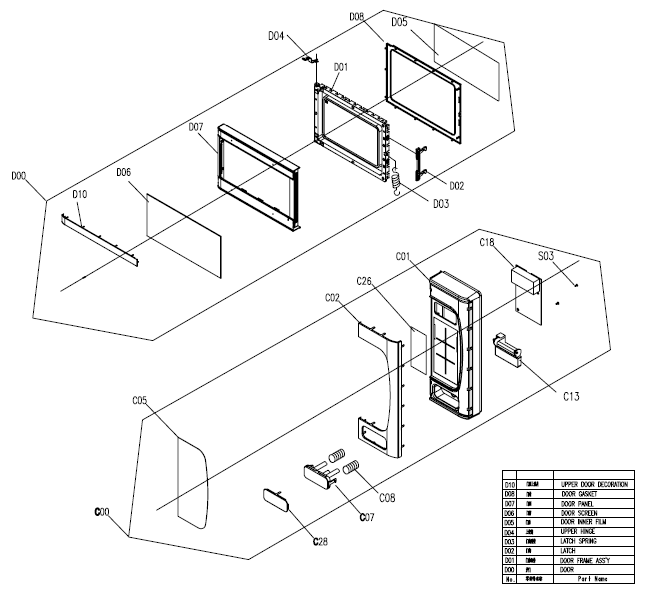 D08
D05
D04
D01
D07
D00
D06
D10
D02
D03
C18
S03
C01
C26
C02
C13
C05
C08
C00
C07
C28
D10 UPPER DOOR DECORATION
D08 DOOR GASKET
D07 DOOR PANEL
D06 DOOR SCREEN
D05 DOOR INNER FILM
D04 UPPER HINGE
D03 LATCH SPRING
D02 LATCH
D01 DOOR FRAME ASS'Y
D00 DOOR
No. Part Name